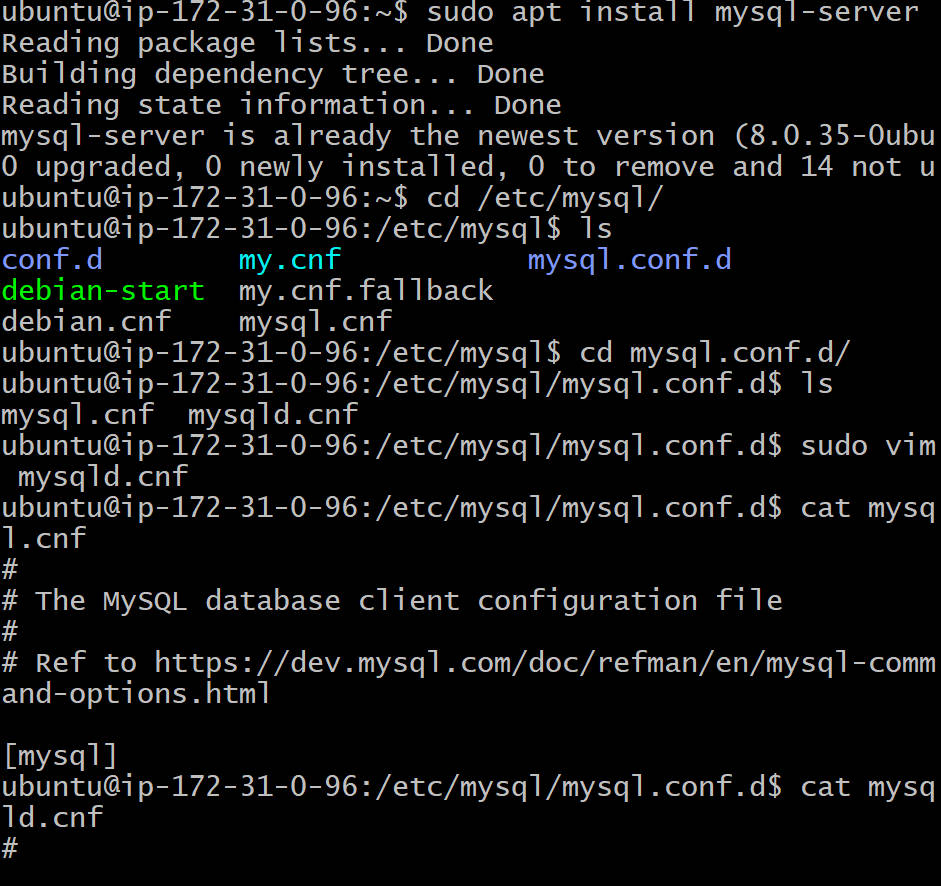 ubuntu@ip-172-31-0-96:~$ sudo apt install mysql-server
Reading package lists... Done
Building dependency tree... Done
Reading state information... Done
mysql-server is already the newest version (8.0.35-0ubu
0 upgraded, 0 newly installed, 0 to remove and 14 not u
ubuntu@ip-172-31-0-96:~$ cd /etc/mysql/
ubuntu@ip-172-31-0-96:/etc/mysql$ ls
conf.d        my.cnf           mysql.conf.d
debian-start  my.cnf.fallback
debian.cnf    mysql.cnf
ubuntu@ip-172-31-0-96:/etc/mysql$ cd mysql.conf.d/
ubuntu@ip-172-31-0-96:/etc/mysql/mysql.conf.d$ ls
mysql.cnf  mysqld.cnf
ubuntu@ip-172-31-0-96:/etc/mysql/mysql.conf.d$ sudo vim
 mysqld.cnf
ubuntu@ip-172-31-0-96:/etc/mysql/mysql.conf.d$ cat mysq
l.cnf
#
# The MySQL database client configuration file
#
# Ref to https://dev.mysql.com/doc/refman/en/mysql-comm
and-options.html

[mysql]
ubuntu@ip-172-31-0-96:/etc/mysql/mysql.conf.d$ cat mysq
ld.cnf
#